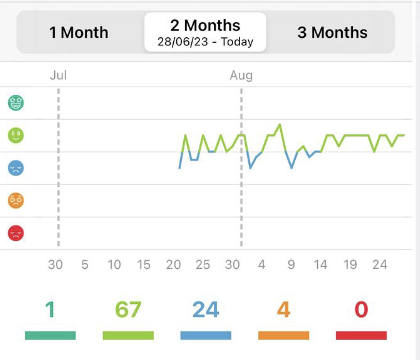 1 Month
2 Months
3 Months
28/06/23 - Today
Jul
Aug
30 5 10 15 20 25 30 4 9 14 19 24
1 67 24 4 0